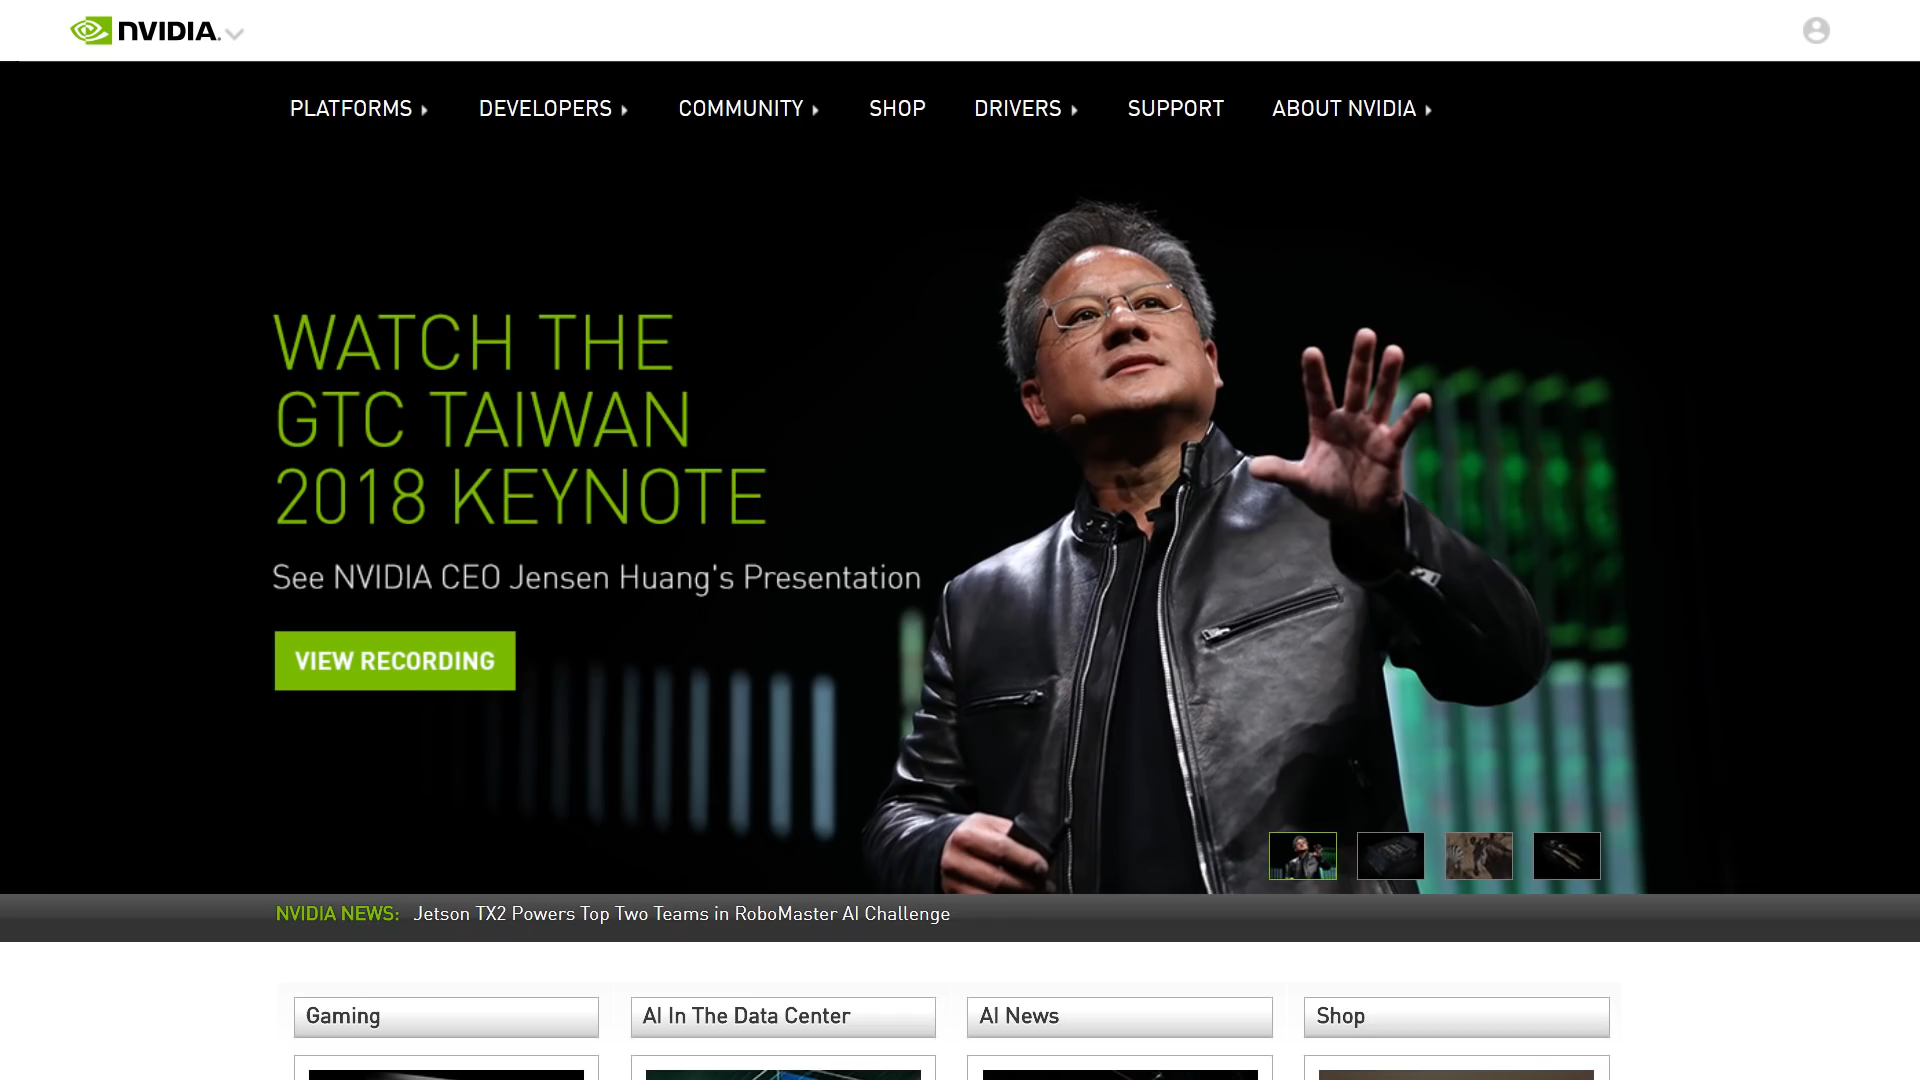 NVIDIA.
PLATFORMS DEVELOPERS COMMUNITY SHOP DRIVERS SUPPORT ABOUT NVIDIA
WATCH THE
GTC TAIWAN
2018 KEYNOTE
See NVIDIA CEO Jensen Huang's Presentation
VIEW RECORDING
NVIDIA NEWS: Jetson TX2 Powers Top Two Teams in RoboMaster AI Challenge
Gaming AI In The Data Center AI News Shop